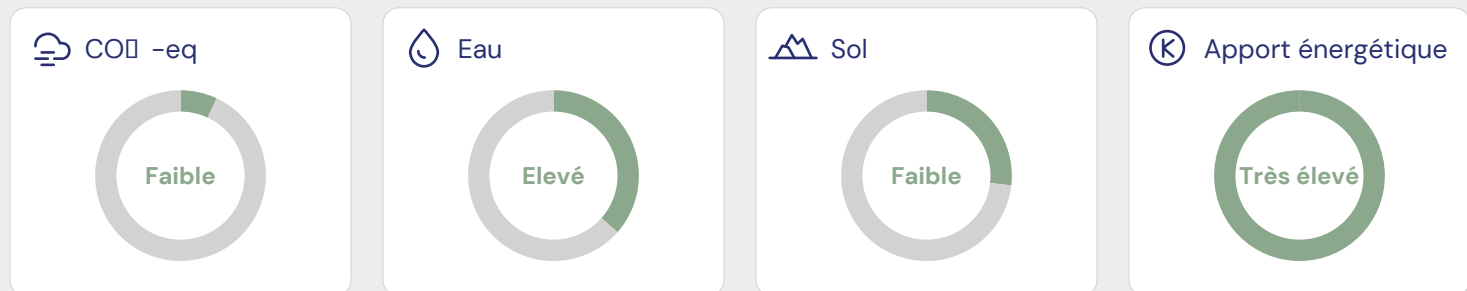 CO▯ -eq
Eau
Sol
Apport énergétique
Faible
Elevé
Faible
Très élevé